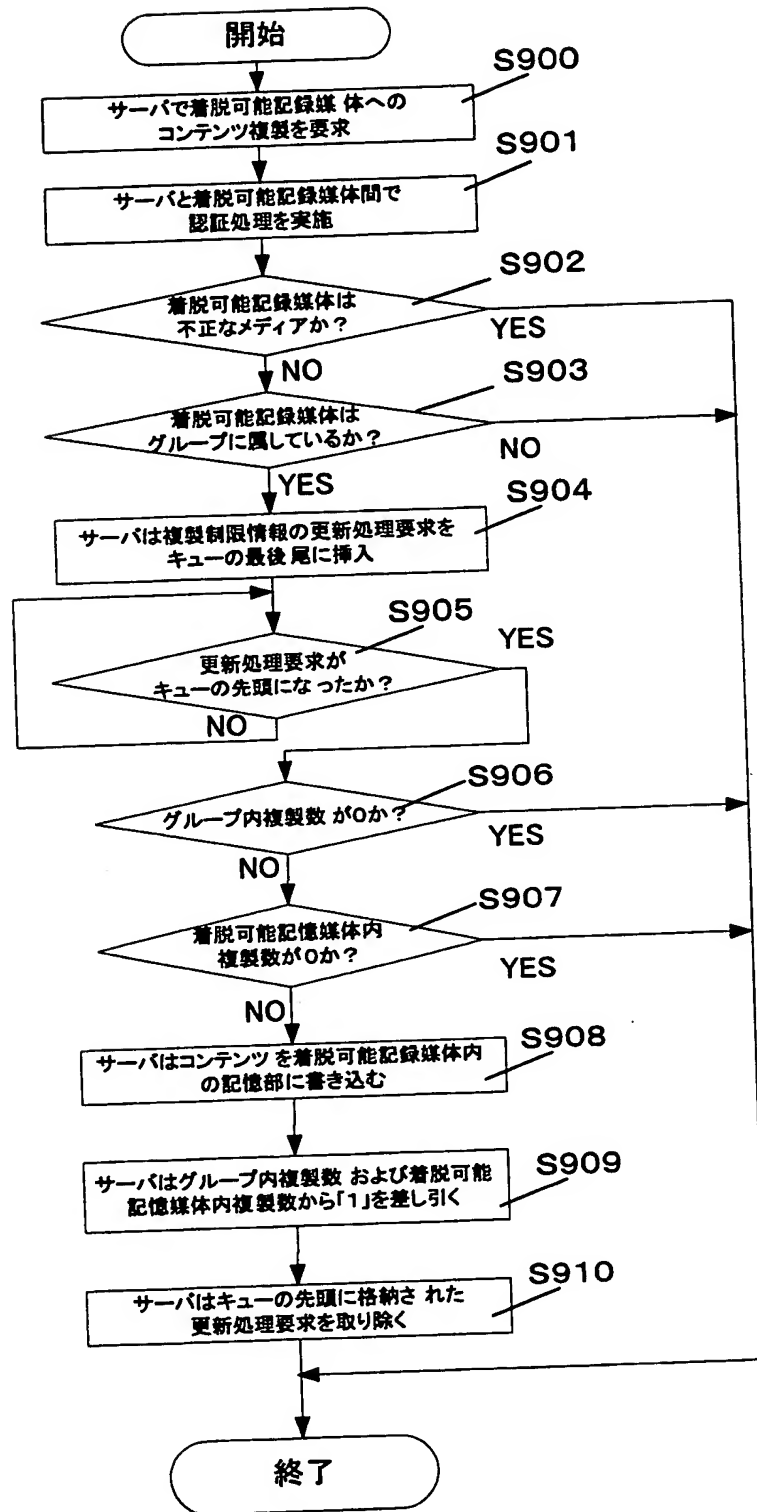 開始
S900
サーバで着脱可能記録媒体への
コンテンツ複製を要求
S901
サーバと着脱可能記録媒体間で
認証処理を実施
S902
着脱可能記録媒体は
不正なメディアか?
YES
NO
S903
着脱可能記録媒体は
グループに属しているか?
NO
YES
S904
サーバは複製制限情報の更新処理要求を
キューの最後尾に挿入
S905
YES
更新処理要求が
キューの先頭になったか?
NO
S906
グループ内複製数が0か?
YES
NO
S907
着脱可能記憶媒体内
複製数が0か?
YES
NO
S908
サーバはコンテンツを着脱可能記録媒体内
の記憶部に書き込む
S909
サーバはグループ内複製数および着脱可能
記憶媒体内複製数から「1」を差し引く
S910
サーバはキューの先頭に格納された
更新処理要求を取り除く
終了